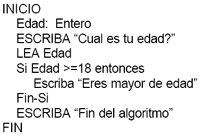 INICIO
Edad: Entero
ESCRIBA “Cual es tu edad?”
LEA Edad
Si Edad >=18 entonces
Escriba “Eres mayor de edad”
Fin-Si
ESCRIBA “Fin del algoritmo”
FIN